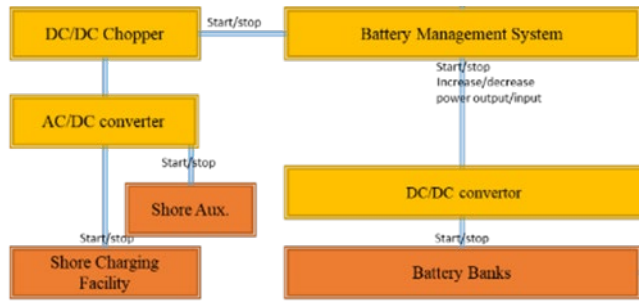 DC/DC Chopper
Start/stop
Battery Management System
Start/stop
Increase/decrease
power output/input
AC/DC converter
Start/stop
Shore Aux.
DC/DC convertor
Start/stop
Shore Charging
Facility
Start/stop
Battery Banks